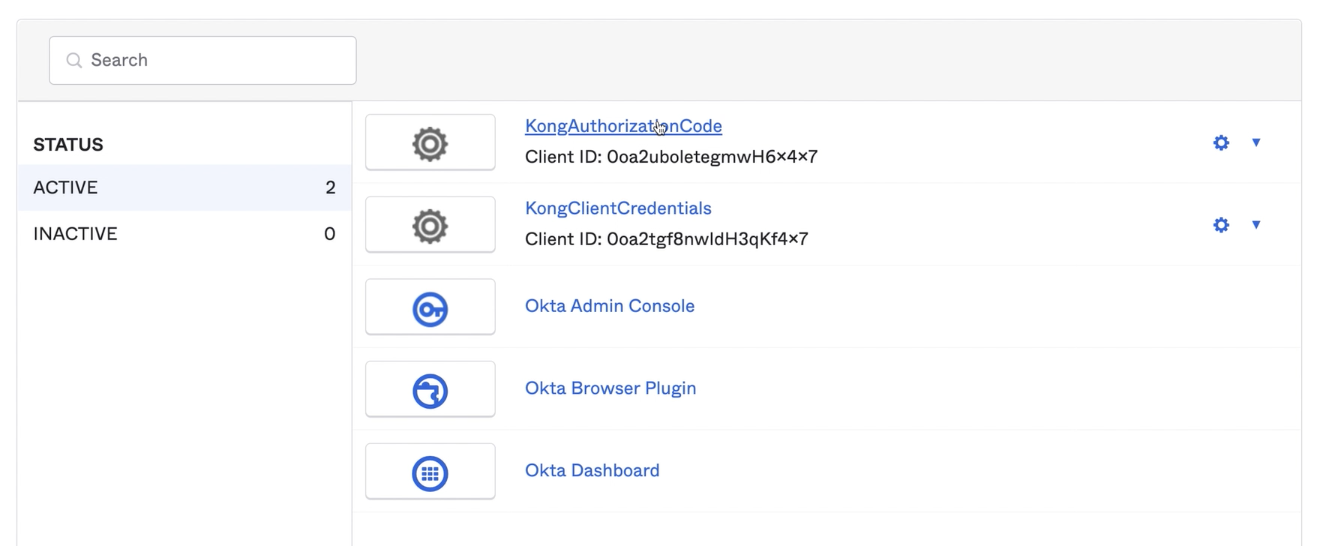 Search
STATUS
ACTIVE 2
INACTIVE 0
KongAuthorizationCode
Client ID: 0oa2uboletegmwH6x4x7
KongClientCredentials
Client ID: 0oa2tgf8nwIdH3qKf4x7
Okta Admin Console
Okta Browser Plugin
Okta Dashboard